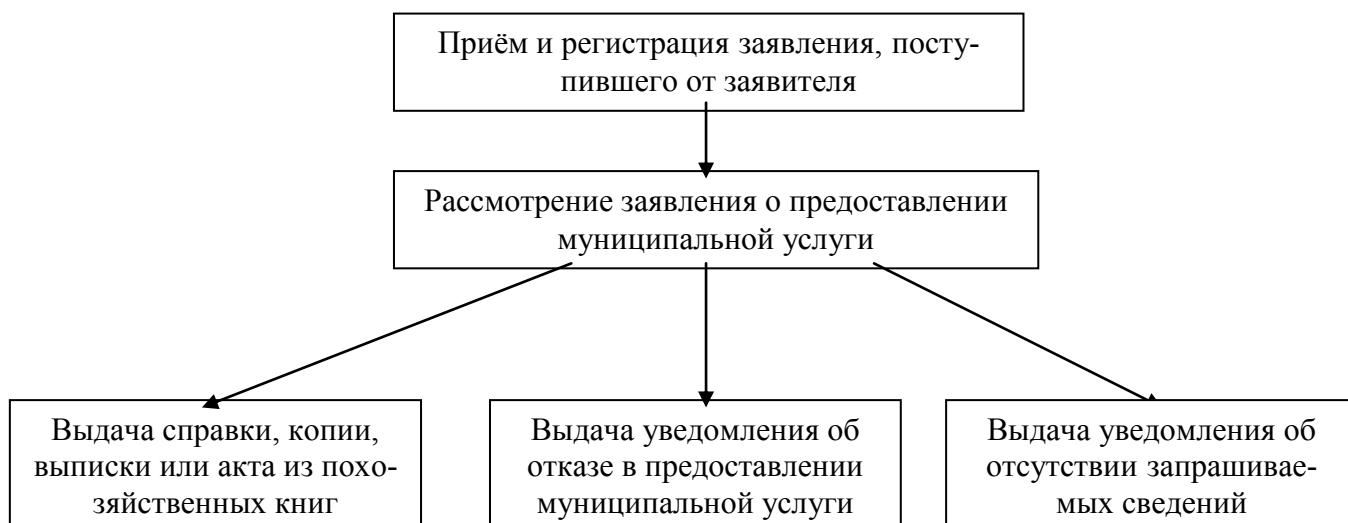 Приём и регистрация заявления, посту-
пившего от заявителя
Рассмотрение заявления о предоставлении
муниципальной услуги
Выдача справки, копии,
выписки или акта из похо-
зяйственных книг
Выдача уведомления об
отказе в предоставлении
муниципальной услуги
Выдача уведомления об
отсутствии запрашивае-
мых сведений